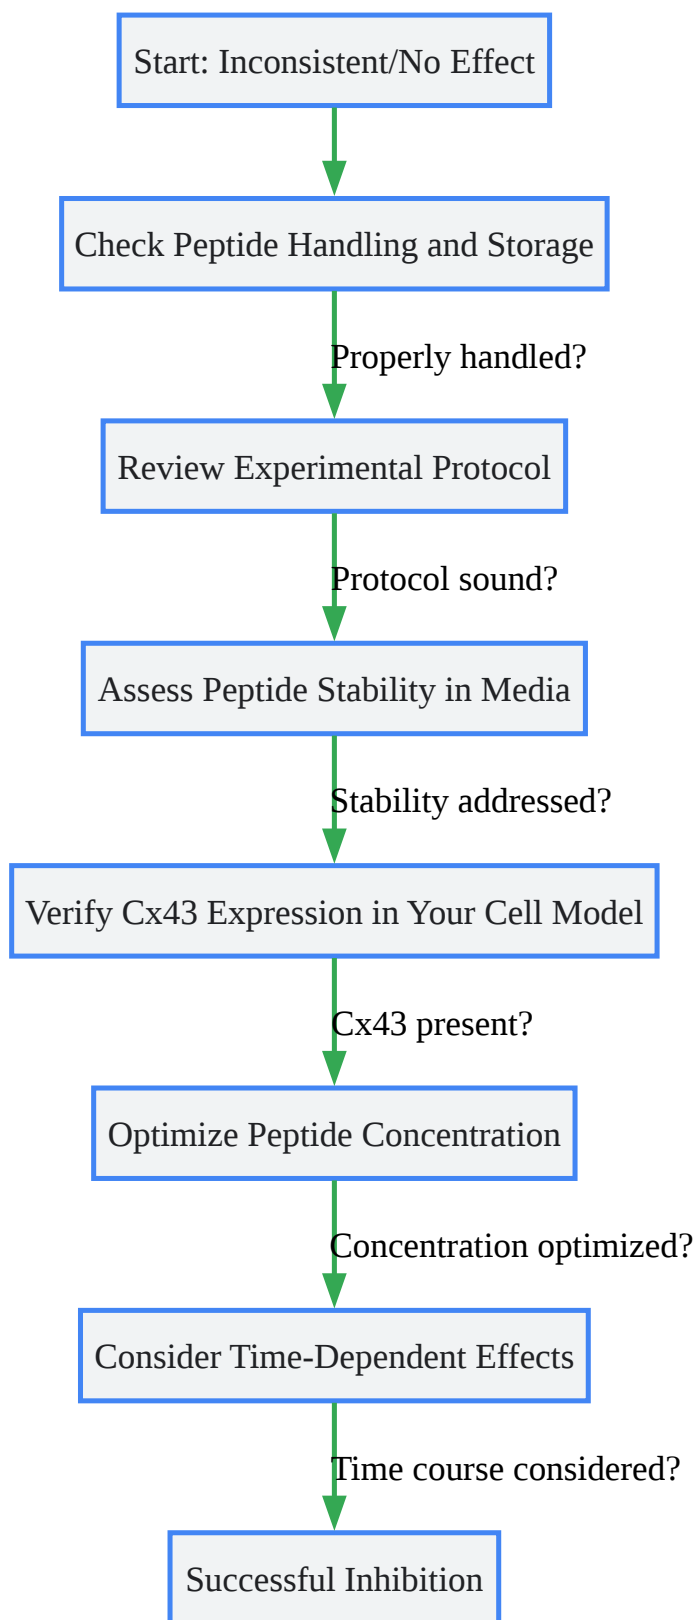 Start: Inconsistent/No Effect
Check Peptide Handling and Storage
Properly handled?
Review Experimental Protocol
Protocol sound?
Assess Peptide Stability in Media
Stability addressed?
Verify Cx43 Expression in Your Cell Model
Cx43 present?
Optimize Peptide Concentration
Concentration optimized?
Consider Time-Dependent Effects
Time course considered?
Successful Inhibition